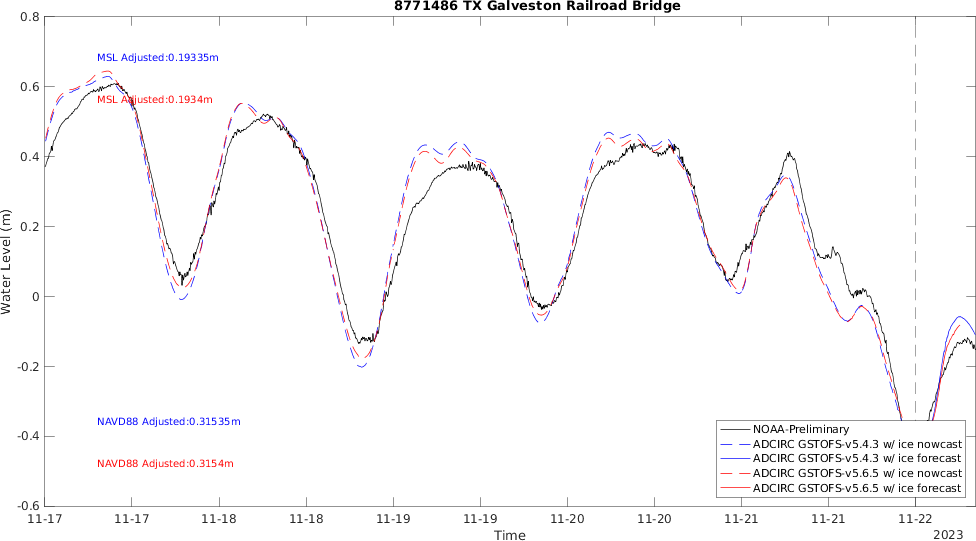 8771486 TX Galveston Railroad Bridge
0.8
0.6
0.4
0.2
0
-0.2
-0.4
-0.6
Water Level (m)
MSL Adjusted:0.19335m
MSL Adjusted:0.1934m
NAVD88 Adjusted:0.31535m
NAVD88 Adjusted:0.3154m
NOAA-Preliminary
ADCIRC GSTOFS-v5.4.3 w/ ice nowcast
ADCIRC GSTOFS-v5.4.3 w/ ice forecast
ADCIRC GSTOFS-v5.6.5 w/ ice nowcast
ADCIRC GSTOFS-v5.6.5 w/ ice forecast
11-17 11-17 11-18 11-18 11-19 11-19 11-20 11-20 11-21 11-21 11-22
Time
2023